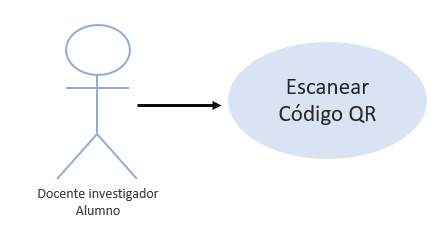 Escanear
Código QR
Docente investigador
Alumno